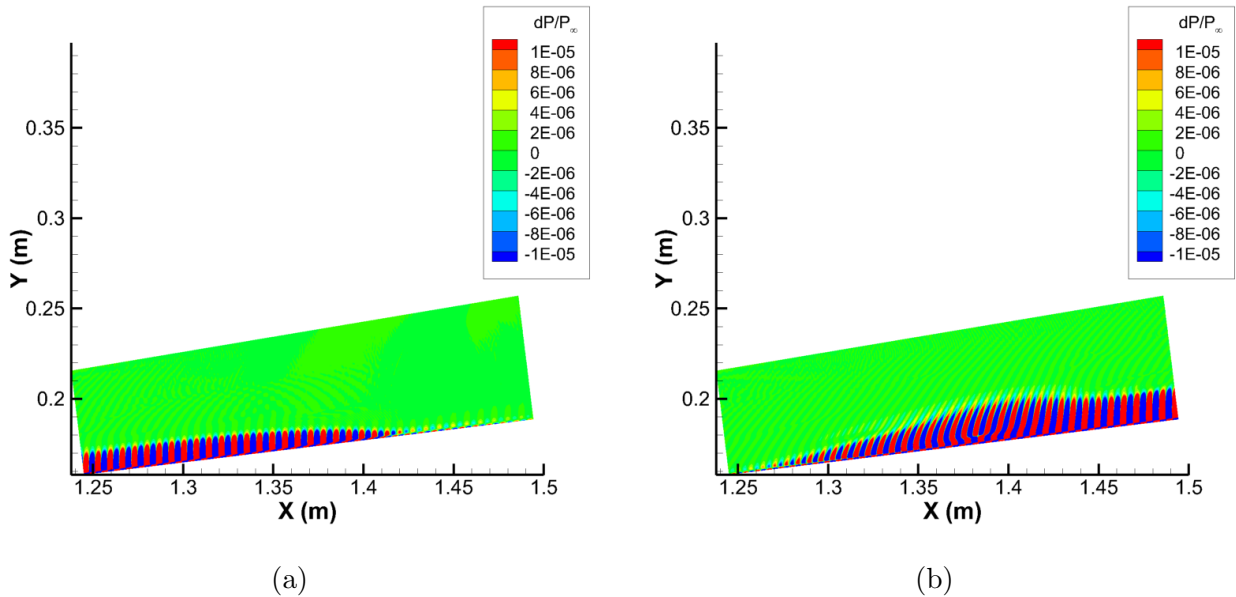 dP/P∞
1E-05
8E-06
6E-06
4E-06
2E-06
0
-2E-06
-4E-06
-6E-06
-8E-06
-1E-05
0.35
0.3
0.25
0.2
Y (m)
1.25 1.3 1.35 1.4 1.45 1.5
X (m)
(a)
dP/P∞
1E-05
8E-06
6E-06
4E-06
2E-06
0
-2E-06
-4E-06
-6E-06
-8E-06
-1E-05
0.35
0.3
0.25
0.2
Y (m)
1.25 1.3 1.35 1.4 1.45 1.5
X (m)
(b)